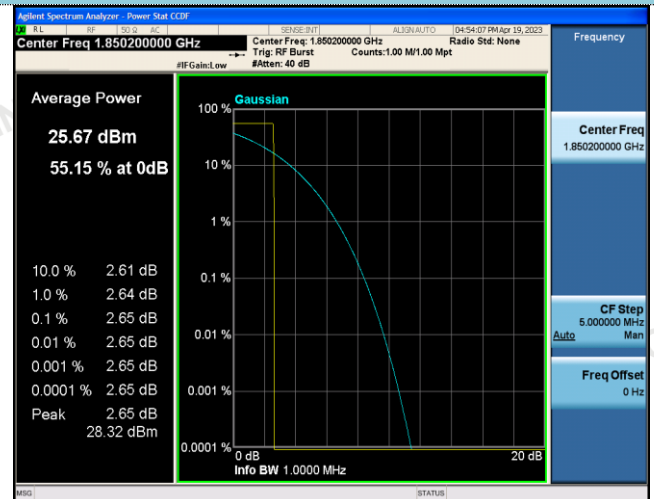 Agilent Spectrum Analyzer - Power Stat CCDF
RL RF 50 Ω AC SENSE:INT ALIGN AUTO 04:54:07 PM Apr 19, 2023
Center Freq 1.850200000 GHz
Center Freq: 1.850200000 GHz Radio Std: None
Trig: RF Burst Counts:1.00 M/1.00 Mpt
#IFGain:Low #Atten: 40 dB
Frequency
Average Power
25.67 dBm
55.15 % at 0dB
10.0 % 2.61 dB
1.0 % 2.64 dB
0.1 % 2.65 dB
0.01 % 2.65 dB
0.001 % 2.65 dB
0.0001 % 2.65 dB
Peak 2.65 dB
28.32 dBm
Gaussian
100 %
10 %
1 %
0.1 %
0.01 %
0.001 %
0.0001 %
0 dB 20 dB
Info BW 1.0000 MHz
Center Freq
1.850200000 GHz
CF Step
5.000000 MHz
Auto Man
Freq Offset
0 Hz
MSG STATUS